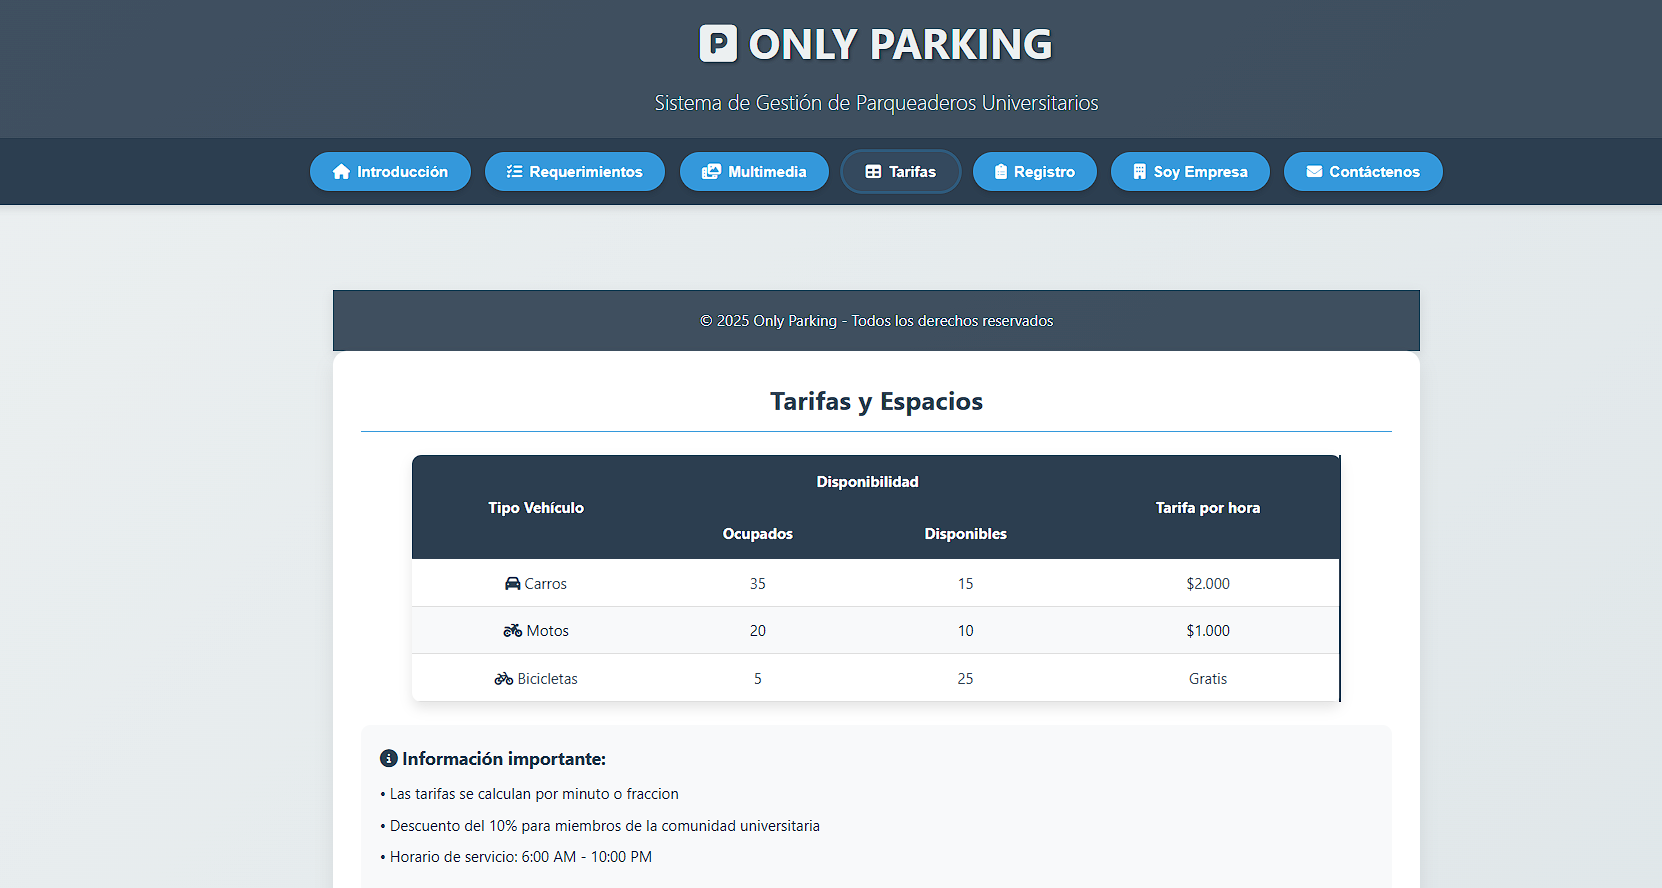 P ONLY PARKING
Sistema de Gestión de Parqueaderos Universitarios
Introducción Requerimientos Multimedia Tarifas Registro Soy Empresa Contáctenos
© 2025 Only Parking - Todos los derechos reservados
Tarifas y Espacios
Disponibilidad
Tipo Vehículo Tarifa por hora
Ocupados Disponibles
Carros 35 15 $2.000
Motos 20 10 $1.000
Bicicletas 5 25 Gratis
Información importante:
• Las tarifas se calculan por minuto o fraccion
• Descuento del 10% para miembros de la comunidad universitaria
• Horario de servicio: 6:00 AM - 10:00 PM